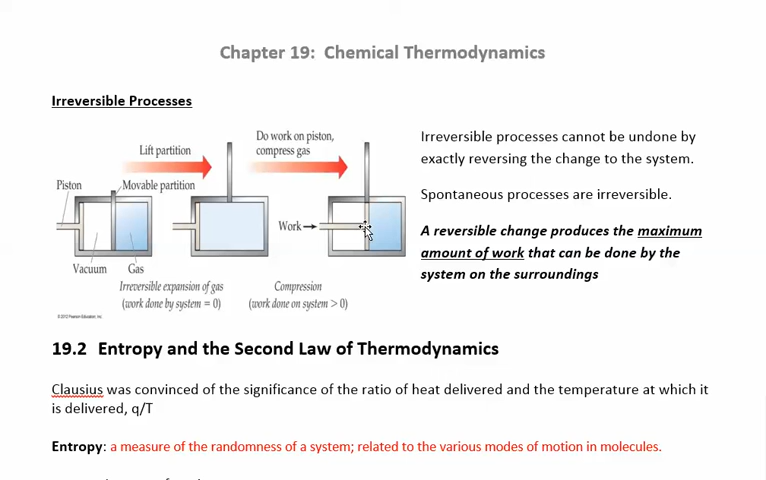 Chapter 19: Chemical Thermodynamics
Irreversible Processes
Lift partition
Do work on piston,
compress gas
Piston
Movable partition
Work
Vacuum
Gas
Irreversible expansion of gas
(work done by system = 0)
Compression
(work done on system > 0)
© 2012 Pearson Education, Inc.
Irreversible processes cannot be undone by
exactly reversing the change to the system.
Spontaneous processes are irreversible.
A reversible change produces the maximum
amount of work that can be done by the
system on the surroundings
19.2 Entropy and the Second Law of Thermodynamics
Clausius was convinced of the significance of the ratio of heat delivered and the temperature at which it
is delivered, q/T
Entropy: a measure of the randomness of a system; related to the various modes of motion in molecules.